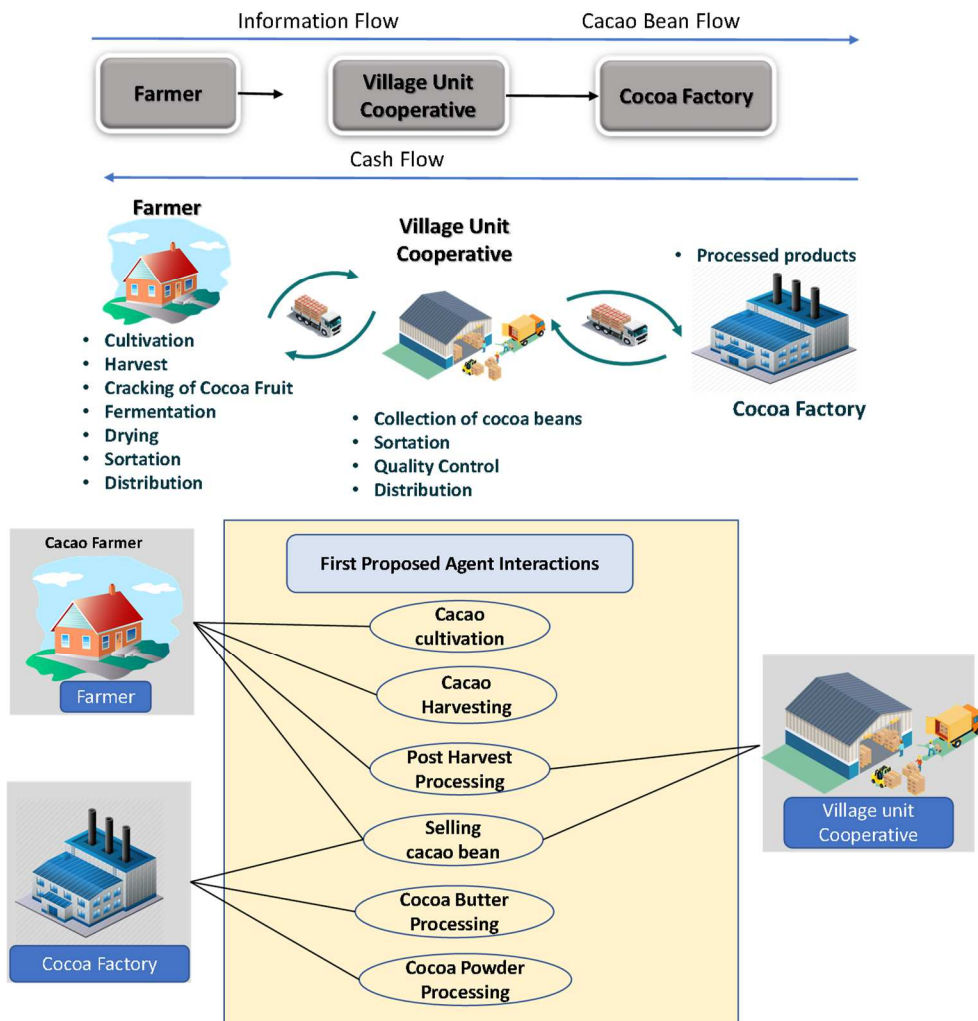 Information Flow
Cacao Bean Flow
Farmer
Village Unit
Cooperative
Cocoa Factory
Cash Flow
Farmer
• Cultivation
• Harvest
• Cracking of Cocoa Fruit
• Fermentation
• Drying
• Sortation
• Distribution
Village Unit
Cooperative
• Collection of cocoa beans
• Sortation
• Quality Control
• Distribution
• Processed products
Cocoa Factory
Cacao Farmer
Farmer
Cocoa Factory
First Proposed Agent Interactions
Cacao
cultivation
Cacao
Harvesting
Post Harvest
Processing
Selling
cacao bean
Cocoa Butter
Processing
Cocoa Powder
Processing
Village unit
Cooperative